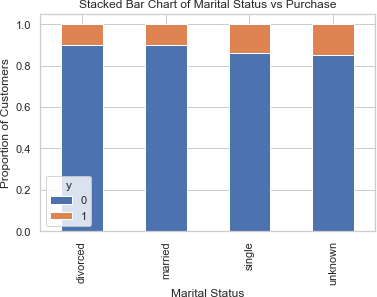 Stacked Bar Chart of Marital Status vs Purchase
Proportion of Customers
1.0
0.8
0.6
0.4
0.2
0.0
y
0
1
divorced
married
single
unknown
Marital Status